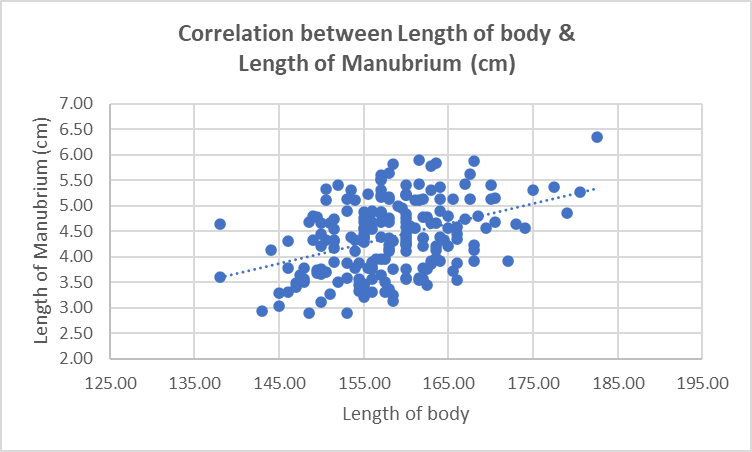 Correlation between Length of body &
Length of Manubrium (cm)
Length of Manubrium (cm)
7.00
6.50
6.00
5.50
5.00
4.50
4.00
3.50
3.00
2.50
2.00
125.00 135.00 145.00 155.00 165.00 175.00 185.00 195.00
Length of body